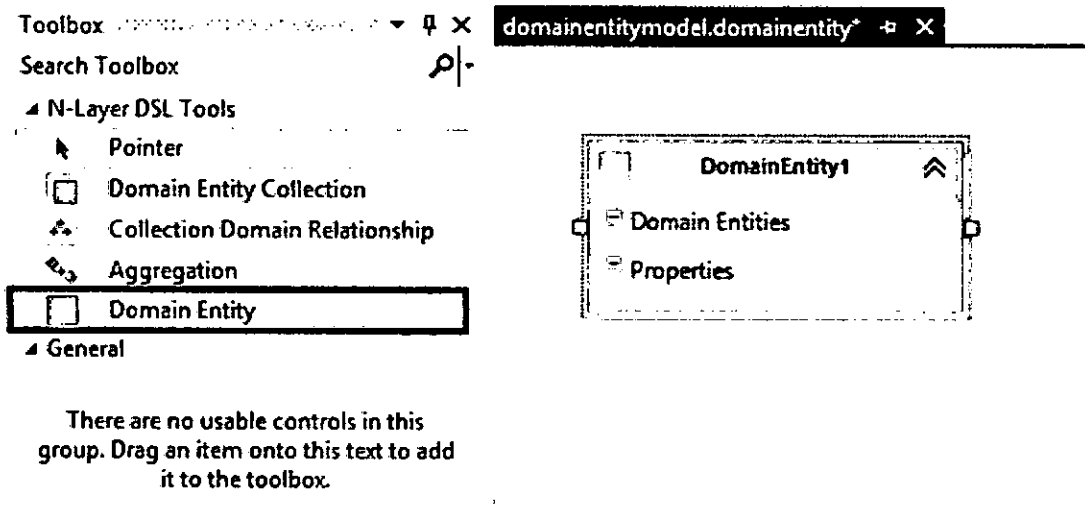 Toolbox
Search Toolbox
N-Layer DSL Tools
Pointer
Domain Entity Collection
Collection Domain Relationship
Aggregation
Domain Entity
General
There are no usable controls in this
group. Drag an item onto this text to add
it to the toolbox.
domainentitymodel.domainentity*
DomainEntity1
Domain Entities
Properties